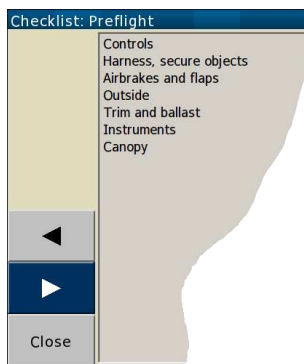 Checklist: Preflight
Controls
Harness, secure objects
Airbrakes and flaps
Outside
Trim and ballast
Instruments
Canopy
Close